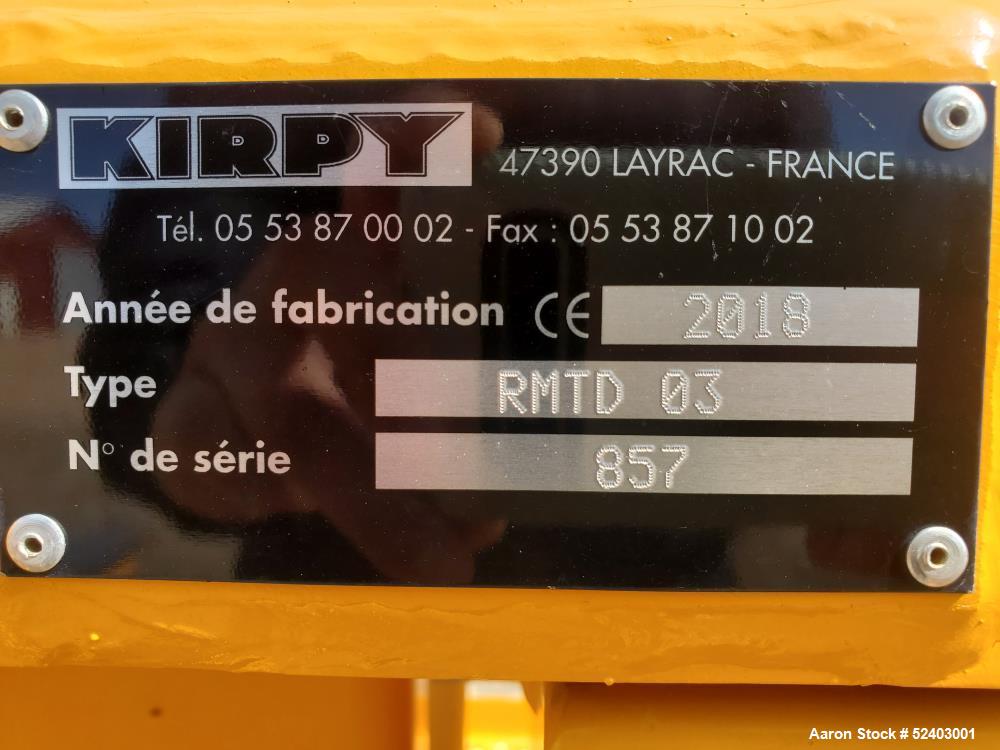 KIRPY 47390 LAYRAC - FRANCE
Tél. 05 53 87 00 02 - Fax : 05 53 87 10 02
Année de fabrication CE 2018
Type RMTD 03
N° de série 857
Aaron Stock # 52403001